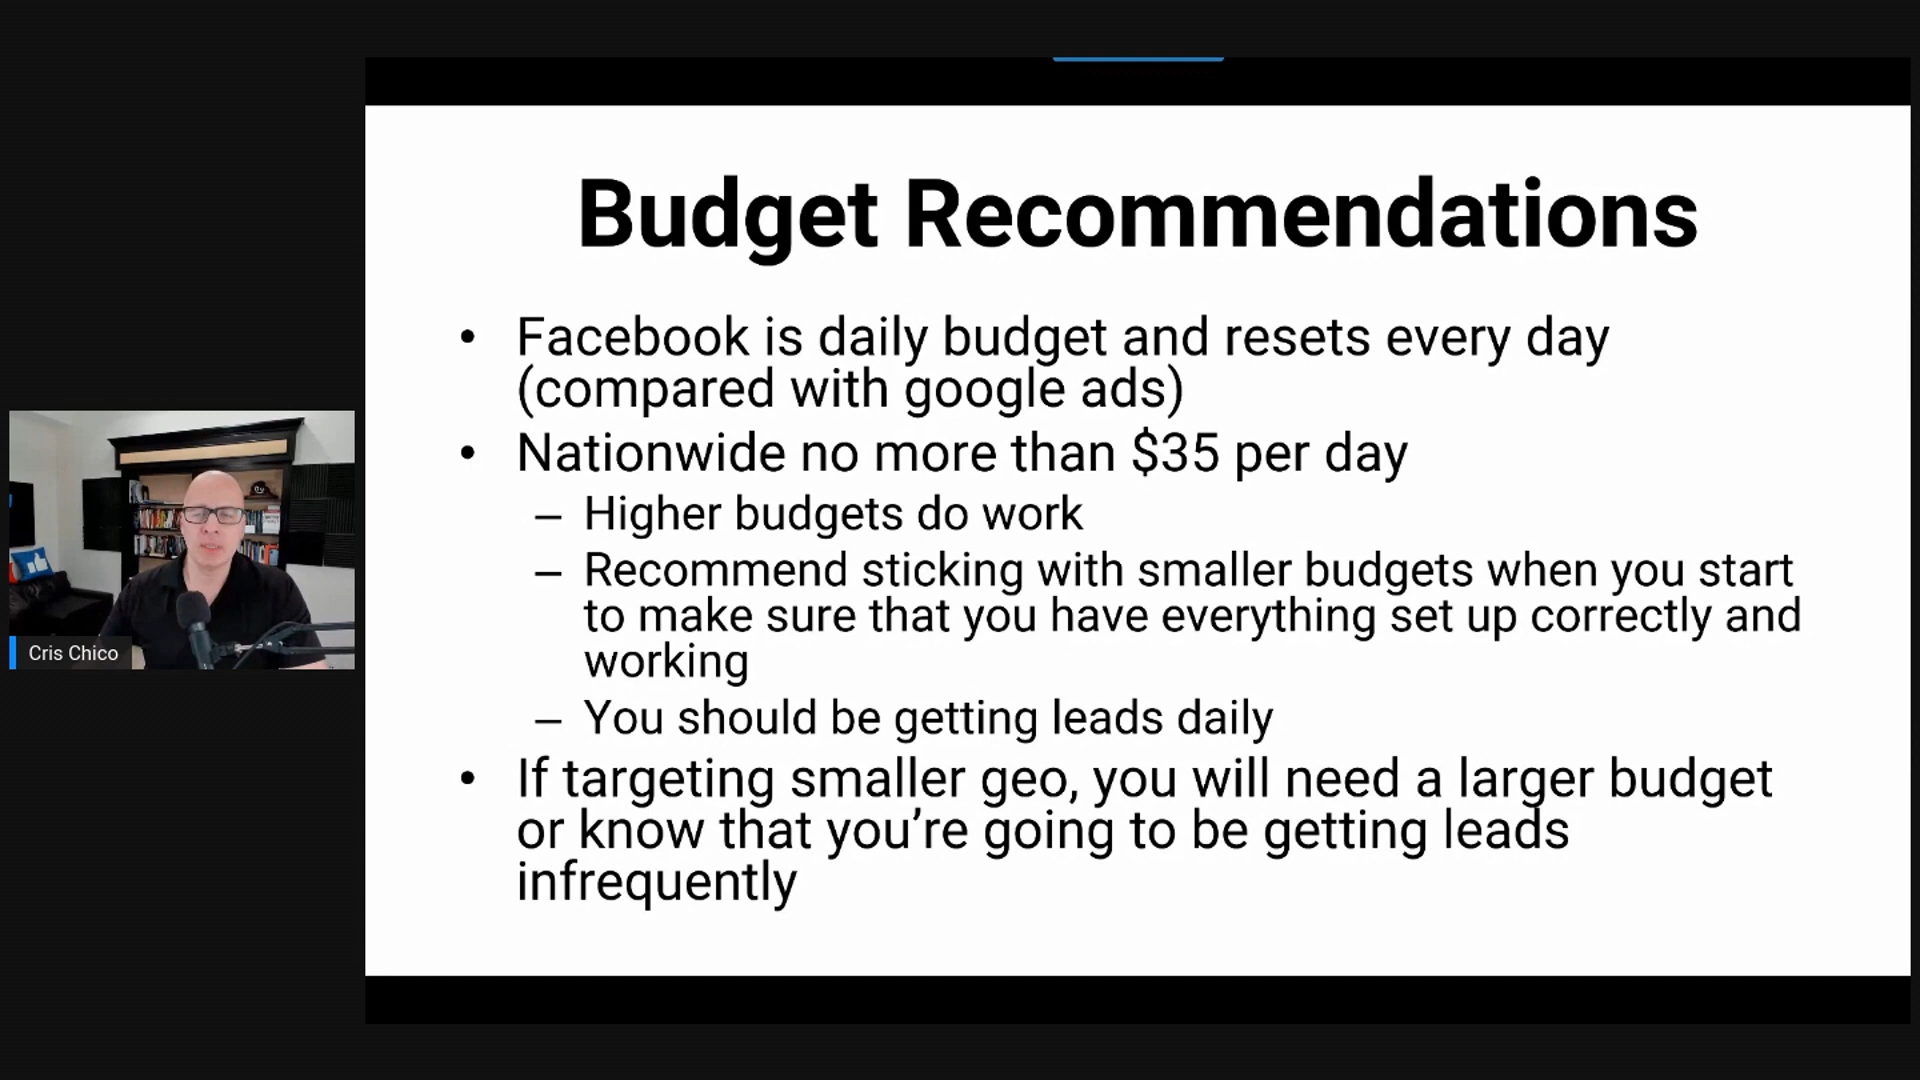 Budget Recommendations
• Facebook is daily budget and resets every day
(compared with google ads)
• Nationwide no more than $35 per day
– Higher budgets do work
– Recommend sticking with smaller budgets when you start
to make sure that you have everything set up correctly and
working
– You should be getting leads daily
• If targeting smaller geo, you will need a larger budget
or know that you’re going to be getting leads
infrequently
Cris Chico